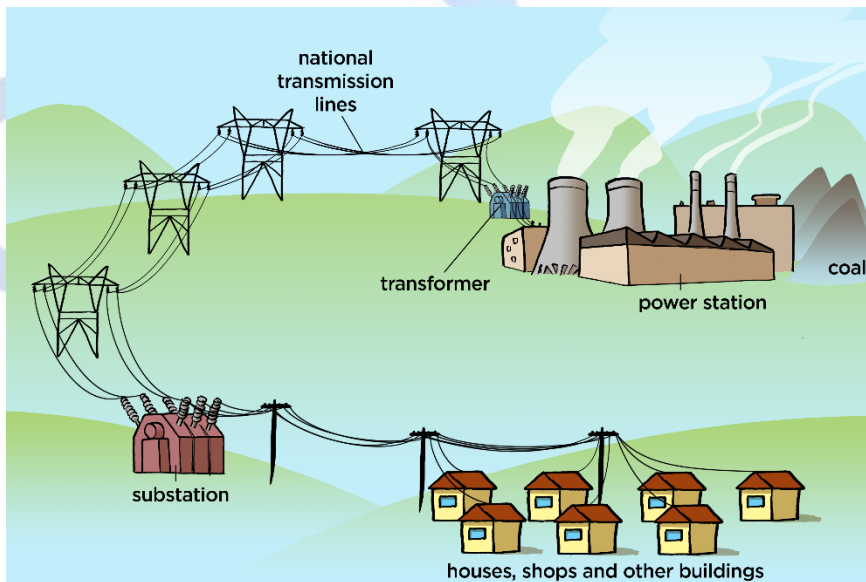 national
transmission
lines
transformer
coal
power station
substation
houses, shops and other buildings